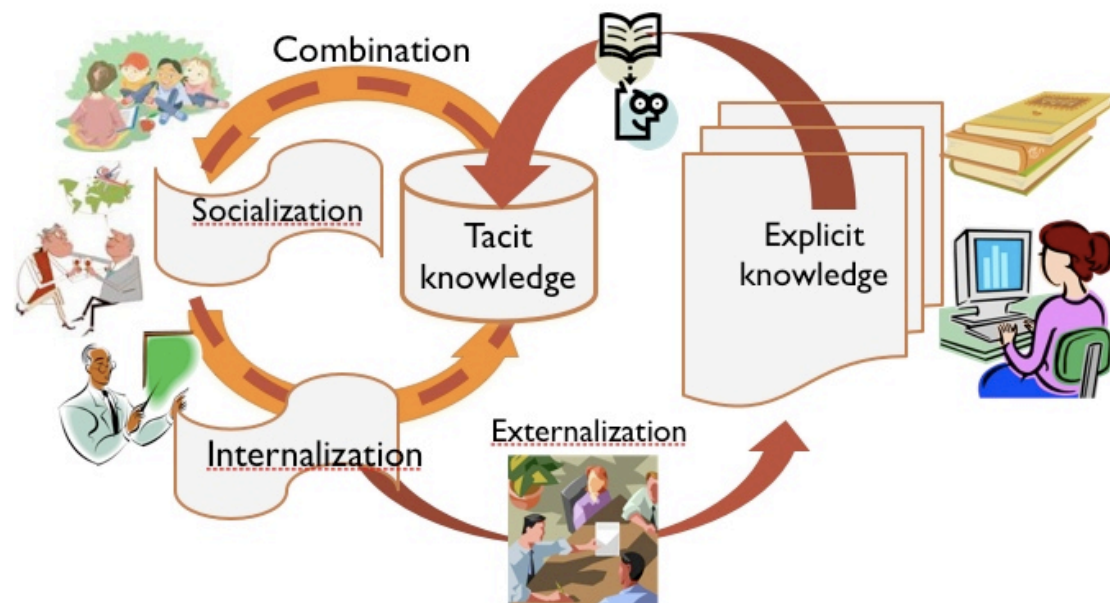 Combination
Socialization
Tacit
knowledge
Explicit
knowledge
Internalization
Externalization